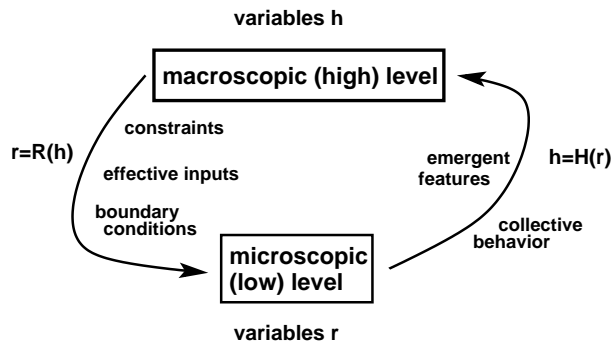 variables h
macroscopic (high) level
constraints
r=R(h)
effective inputs
boundary
conditions
emergent
features
h=H(r)
collective
behavior
microscopic
(low) level
variables r